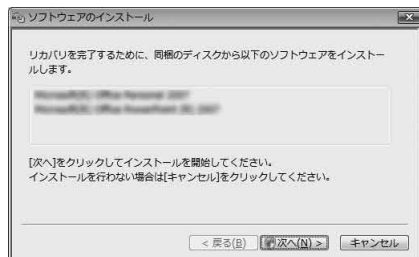 ソフトウェアのインストール
リカバリを完了するために、同梱のディスクから以下のソフトウェアをインストー
ルします。
[次へ]をクリックしてインストールを開始してください。
インストールを行わない場合は[キャンセル]をクリックしてください。
< 戻る(B) 次へ(N) > キャンセル